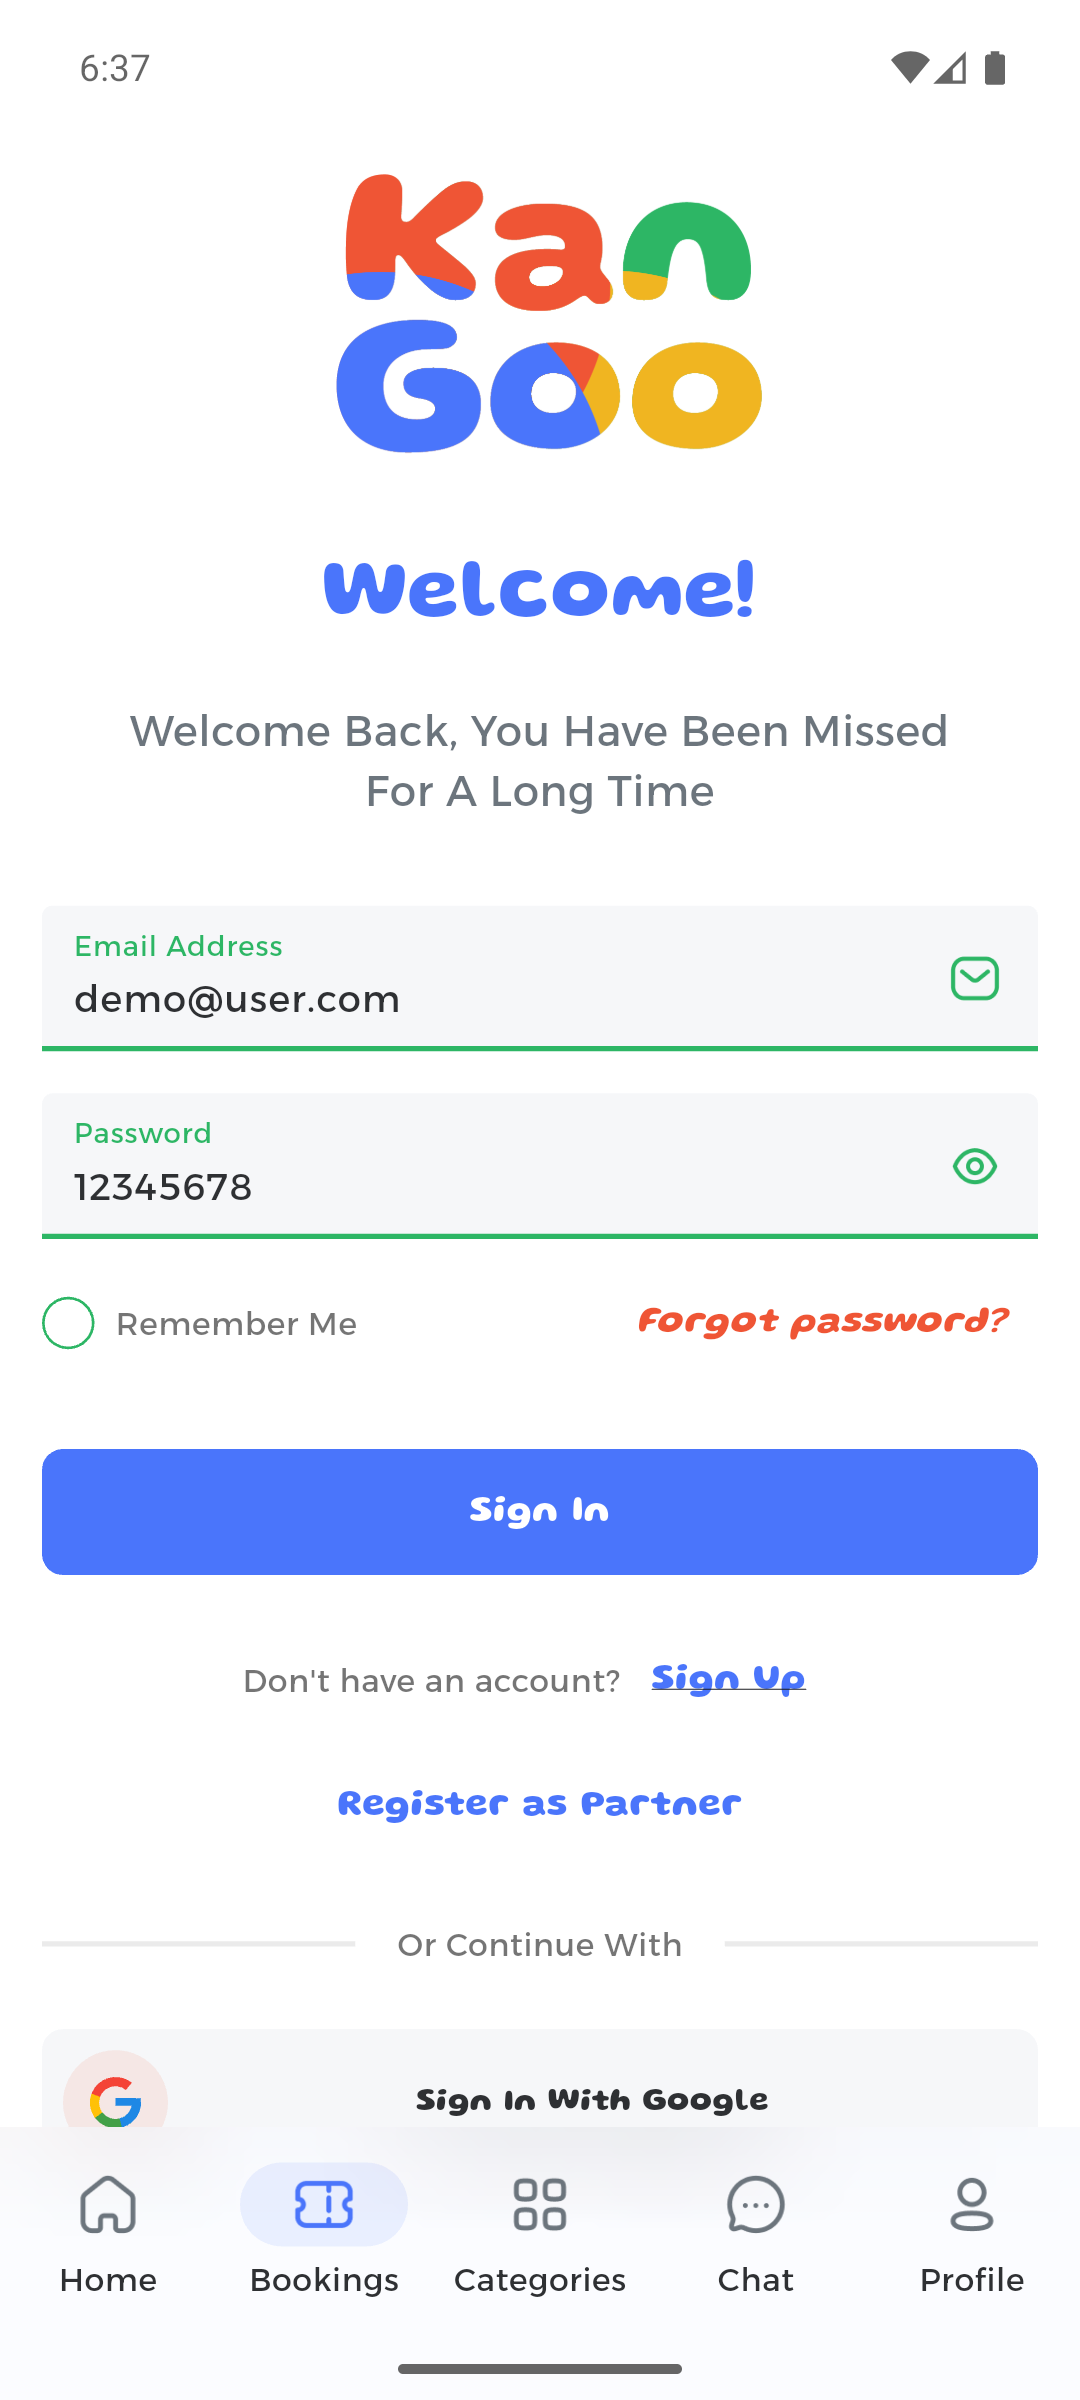 6:37
Kan
Goo
Welcome!
Welcome Back, You Have Been Missed
For A Long Time
Email Address
demo@user.com
Password
12345678
Remember Me
Forgot password?
Sign In
Don't have an account? Sign Up
Register as Partner
Or Continue With
Sign In With Google
Home
Bookings
Categories
Chat
Profile